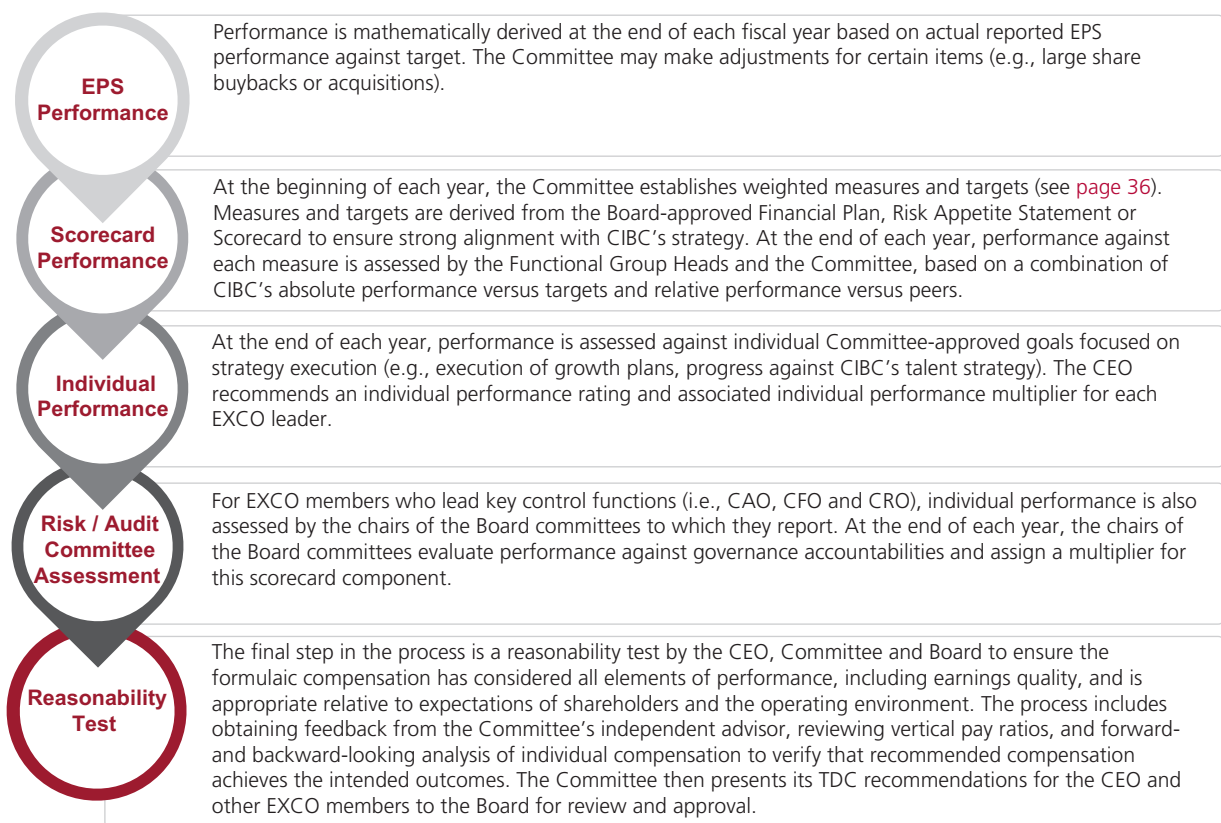 EPS
Performance
Performance is mathematically derived at the end of each fiscal year based on actual reported EPS
performance against target. The Committee may make adjustments for certain items (e.g., large share
buybacks or acquisitions).
Scorecard
Performance
At the beginning of each year, the Committee establishes weighted measures and targets (see page 36).
Measures and targets are derived from the Board-approved Financial Plan, Risk Appetite Statement or
Scorecard to ensure strong alignment with CIBC’s strategy. At the end of each year, performance against
each measure is assessed by the Functional Group Heads and the Committee, based on a combination of
CIBC’s absolute performance versus targets and relative performance versus peers.
Individual
Performance
At the end of each year, performance is assessed against individual Committee-approved goals focused on
strategy execution (e.g., execution of growth plans, progress against CIBC’s talent strategy). The CEO
recommends an individual performance rating and associated individual performance multiplier for each
EXCO leader.
Risk / Audit
Committee
Assessment
For EXCO members who lead key control functions (i.e., CAO, CFO and CRO), individual performance is also
assessed by the chairs of the Board committees to which they report. At the end of each year, the chairs of
the Board committees evaluate performance against governance accountabilities and assign a multiplier for
this scorecard component.
Reasonability
Test
The final step in the process is a reasonability test by the CEO, Committee and Board to ensure the
formulaic compensation has considered all elements of performance, including earnings quality, and is
appropriate relative to expectations of shareholders and the operating environment. The process includes
obtaining feedback from the Committee’s independent advisor, reviewing vertical pay ratios, and forward-
and backward-looking analysis of individual compensation to verify that recommended compensation
achieves the intended outcomes. The Committee then presents its TDC recommendations for the CEO and
other EXCO members to the Board for review and approval.